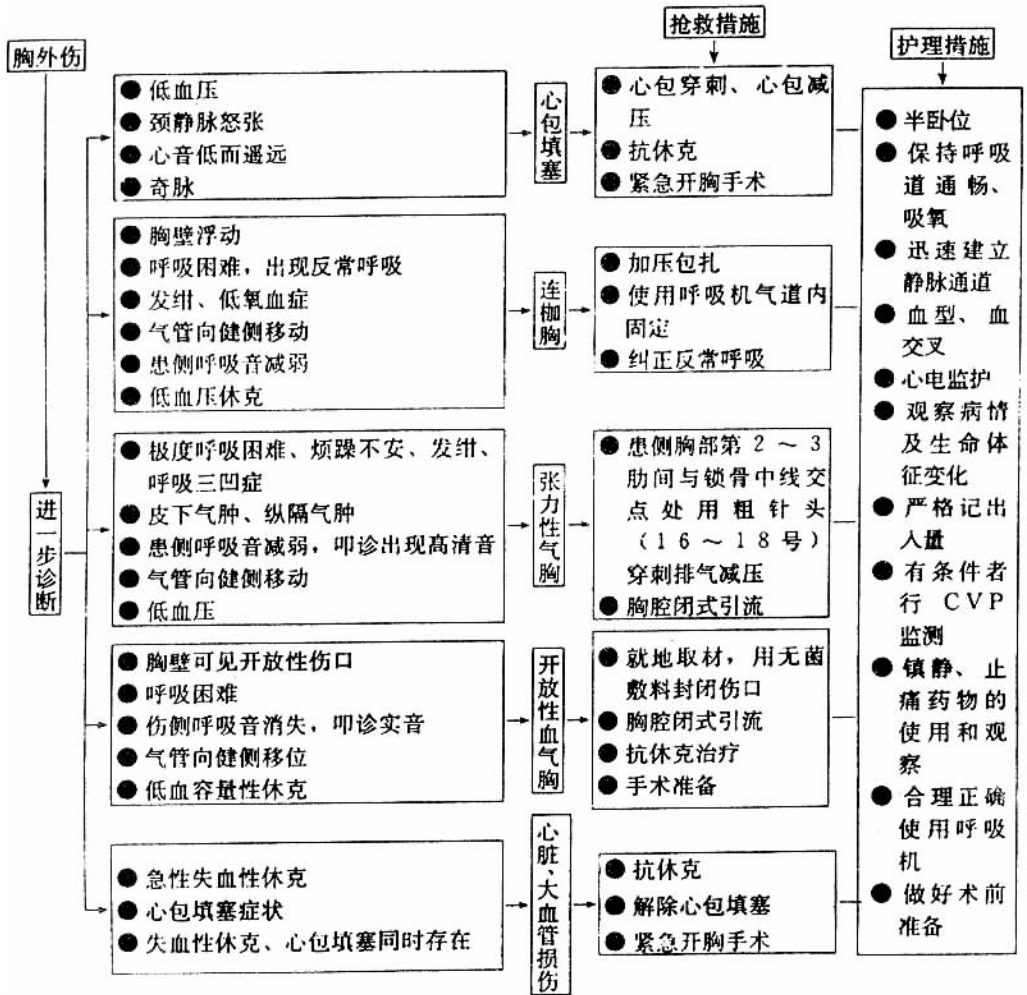 胸外伤
进一步诊断
● 低血压
● 颈静脉怒张
● 心音低而遥远
● 奇脉
心包填塞
抢救措施
● 心包穿刺、心包减
压
● 抗休克
● 紧急开胸手术
● 胸壁浮动
● 呼吸困难，出现反常呼吸
● 发绀、低氧血症
● 气管向健侧移动
● 患侧呼吸音减弱
● 低血压休克
连枷胸
● 加压包扎
● 使用呼吸机气道内
固定
● 纠正反常呼吸
● 极度呼吸困难、烦躁不安、发绀、
呼吸三凹症
● 皮下气肿、纵隔气肿
● 患侧呼吸音减弱，叩诊出现高清音
● 气管向健侧移动
● 低血压
张力性气胸
● 患侧胸部第2～3
肋间与锁骨中线交
点处用粗针头
（16～18号）
穿刺排气减压
● 胸腔闭式引流
● 胸壁可见开放性伤口
● 呼吸困难
● 伤侧呼吸音消失，叩诊实音
● 气管向健侧移位
● 低血容量性休克
开放性血气胸
● 就地取材，用无菌
敷料封闭伤口
● 胸腔闭式引流
● 抗休克治疗
● 手术准备
● 急性失血性休克
● 心包填塞症状
● 失血性休克、心包填塞同时存在
心脏、大血管损伤
● 抗休克
● 解除心包填塞
● 紧急开胸手术
护理措施
● 半卧位
● 保持呼吸
道通畅、
吸氧
● 迅速建立
静脉通道
● 血型、血
交叉
● 心电监护
● 观察病情
及生命体
征变化
● 严格记出
入量
● 有条件者
行CVP
监测
● 镇静、止
痛药物的
使用和观
察
● 合理正确
使用呼吸
机
● 做好术前
准备